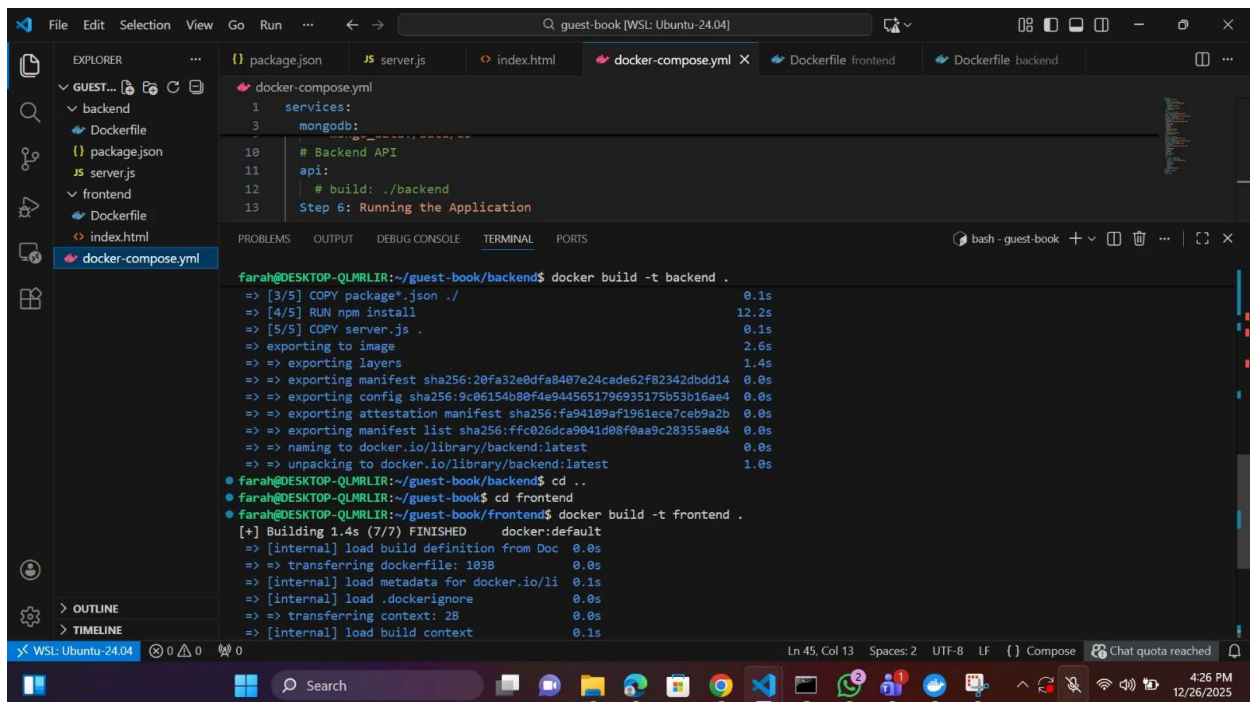 File Edit Selection View Go Run ··· guest-book [WSL: Ubuntu-24.04]
EXPLORER ···
GUEST...
backend
Dockerfile
{} package.json
JS server.js
frontend
Dockerfile
<> index.html
docker-compose.yml
OUTLINE
TIMELINE
{} package.json JS server.js <> index.html docker-compose.yml Dockerfile frontend Dockerfile backend
docker-compose.yml
1 services:
3 mongodb:
10 # Backend API
11 api:
12 # build: ./backend
13 Step 6: Running the Application
PROBLEMS OUTPUT DEBUG CONSOLE TERMINAL PORTS bash - guest-book
farah@DESKTOP-QLMRLIR:~/guest-book/backend$ docker build -t backend .
=> [3/5] COPY package*.json ./ 0.1s
=> [4/5] RUN npm install 12.2s
=> [5/5] COPY server.js . 0.1s
=> exporting to image 2.6s
=> => exporting layers 1.4s
=> => exporting manifest sha256:20fa32e0dfa8407e24cade62f82342dbdd14 0.0s
=> => exporting config sha256:9c06154b80f4e9445651796935175b53b16ae4 0.0s
=> => exporting attestation manifest sha256:fa94109af1961ece7ceb9a2b 0.0s
=> => exporting manifest list sha256:ffc026dca9041d08f0aa9c28355ae84 0.0s
=> => naming to docker.io/library/backend:latest 0.0s
=> => unpacking to docker.io/library/backend:latest 1.0s
farah@DESKTOP-QLMRLIR:~/guest-book/backend$ cd ..
farah@DESKTOP-QLMRLIR:~/guest-book$ cd frontend
farah@DESKTOP-QLMRLIR:~/guest-book/frontend$ docker build -t frontend .
[+] Building 1.4s (7/7) FINISHED docker:default
=> [internal] load build definition from Doc 0.0s
=> => transferring dockerfile: 103B 0.0s
=> [internal] load metadata for docker.io/li 0.1s
=> [internal] load .dockerignore 0.0s
=> => transferring context: 2B 0.0s
=> [internal] load build context 0.1s
WSL: Ubuntu-24.04 0 0 0 Ln 45, Col 13 Spaces: 2 UTF-8 LF {} Compose Chat quota reached
Search 2 1 4:26 PM
12/26/2025